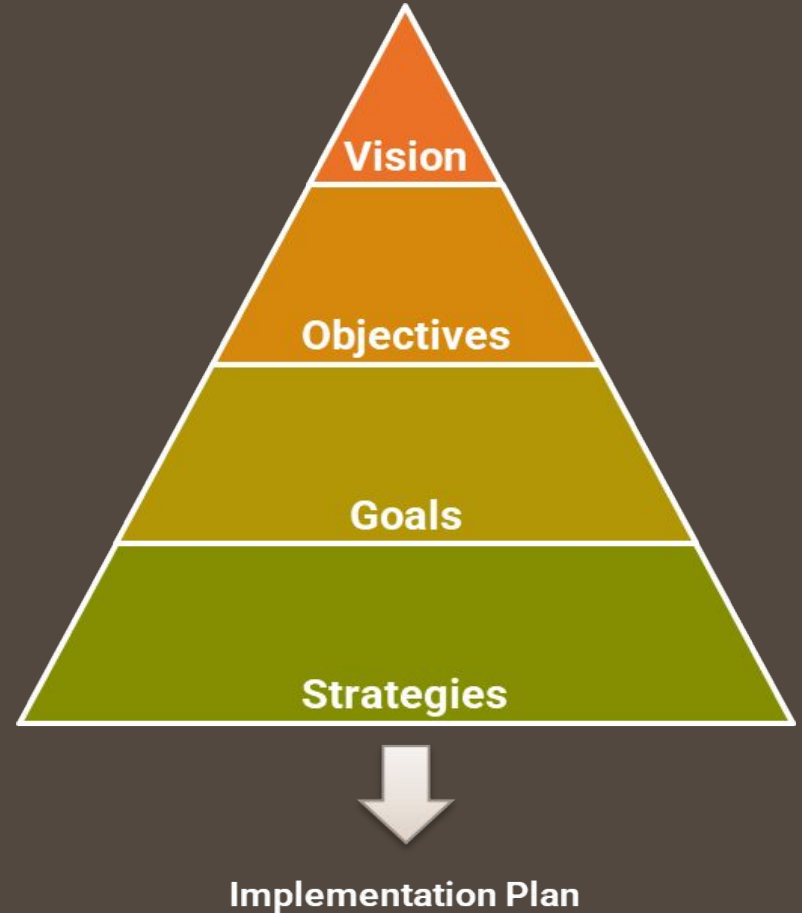 Vision
Objectives
Goals
Strategies
Implementation Plan